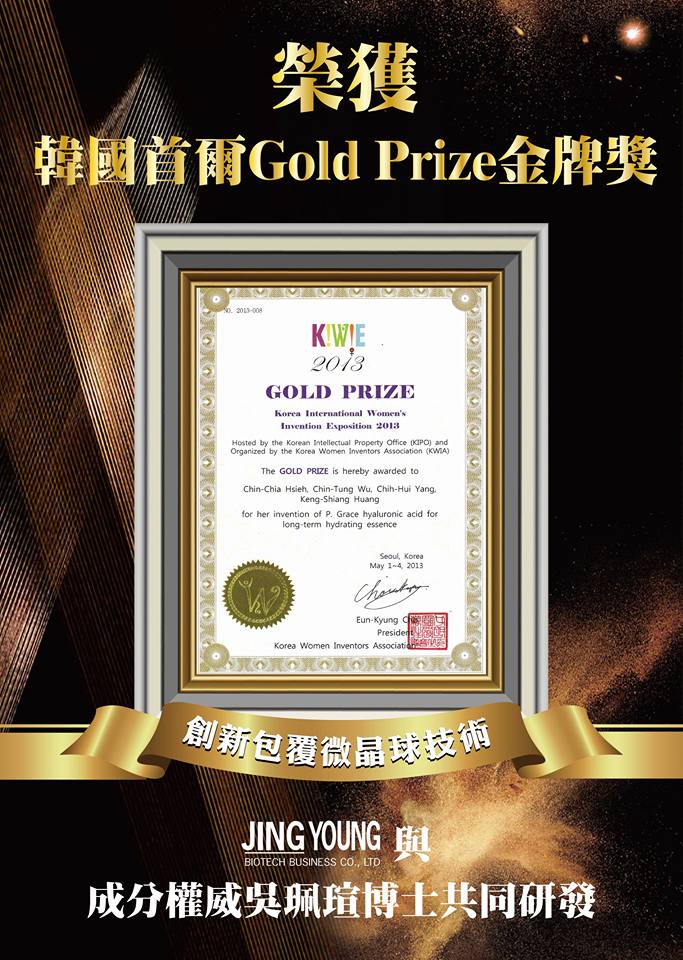 榮獲
韓國首爾Gold Prize金牌獎
NO. 2013-008
K!W!E
2013
GOLD PRIZE
Korea International Women's
Invention Exposition 2013
Hosted by the Korean Intellectual Property Office (KIPO) and
Organized by the Korea Women Inventors Association (KWIA)
The GOLD PRIZE is hereby awarded to
Chin-Chia Hsieh, Chin-Tung Wu, Chih-Hui Yang,
Keng-Shiang Huang
for her invention of P. Grace hyaluronic acid for
long-term hydrating essence
Seoul, Korea
May 1~4, 2013
Eun-Kyung
President
Korea Women Inventors Association
創新包覆微晶球技術
JING YOUNG 與
BIOTECH BUSINESS CO., LTD
成分權威吳珮瑄博士共同研發